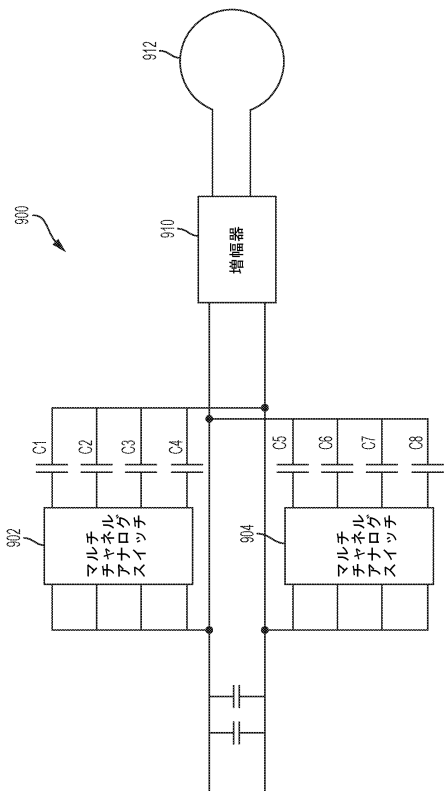 900
912
910
増幅器
C1
C2
C3
C4
902
マルチ
チャネル
アナログ
スイッチ
C5
C6
C7
C8
904
マルチ
チャネル
アナログ
スイッチ